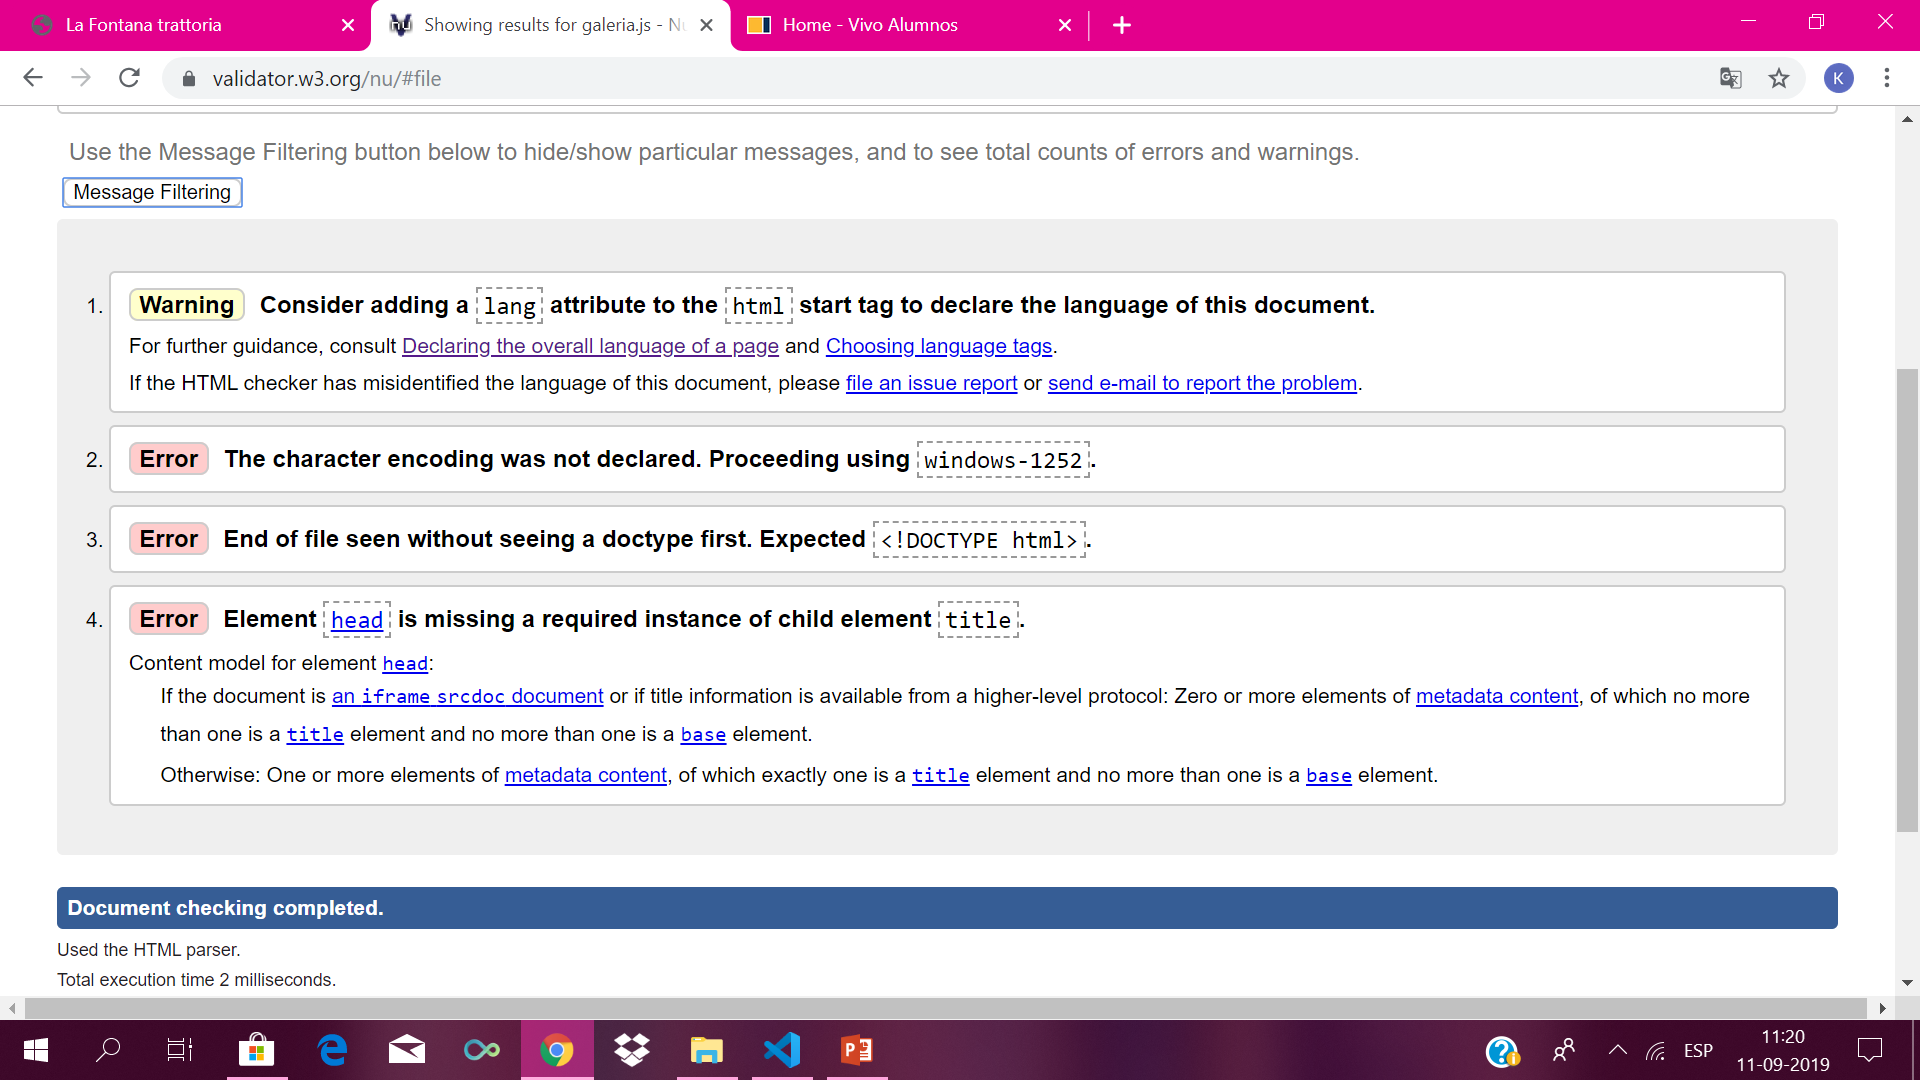 La Fontana trattoria
Showing results for galeria.js - Nu
Home - Vivo Alumnos
validator.w3.org/nu/#file
K
Use the Message Filtering button below to hide/show particular messages, and to see total counts of errors and warnings.
Message Filtering
1. Warning Consider adding a lang attribute to the html start tag to declare the language of this document.
For further guidance, consult Declaring the overall language of a page and Choosing language tags.
If the HTML checker has misidentified the language of this document, please file an issue report or send e-mail to report the problem.
2. Error The character encoding was not declared. Proceeding using windows-1252.
3. Error End of file seen without seeing a doctype first. Expected <!DOCTYPE html>.
4. Error Element head is missing a required instance of child element title.
Content model for element head:
If the document is an iframe srcdoc document or if title information is available from a higher-level protocol: Zero or more elements of metadata content, of which no more
than one is a title element and no more than one is a base element.
Otherwise: One or more elements of metadata content, of which exactly one is a title element and no more than one is a base element.
Document checking completed.
Used the HTML parser.
Total execution time 2 milliseconds.
ESP
11:20
11-09-2019